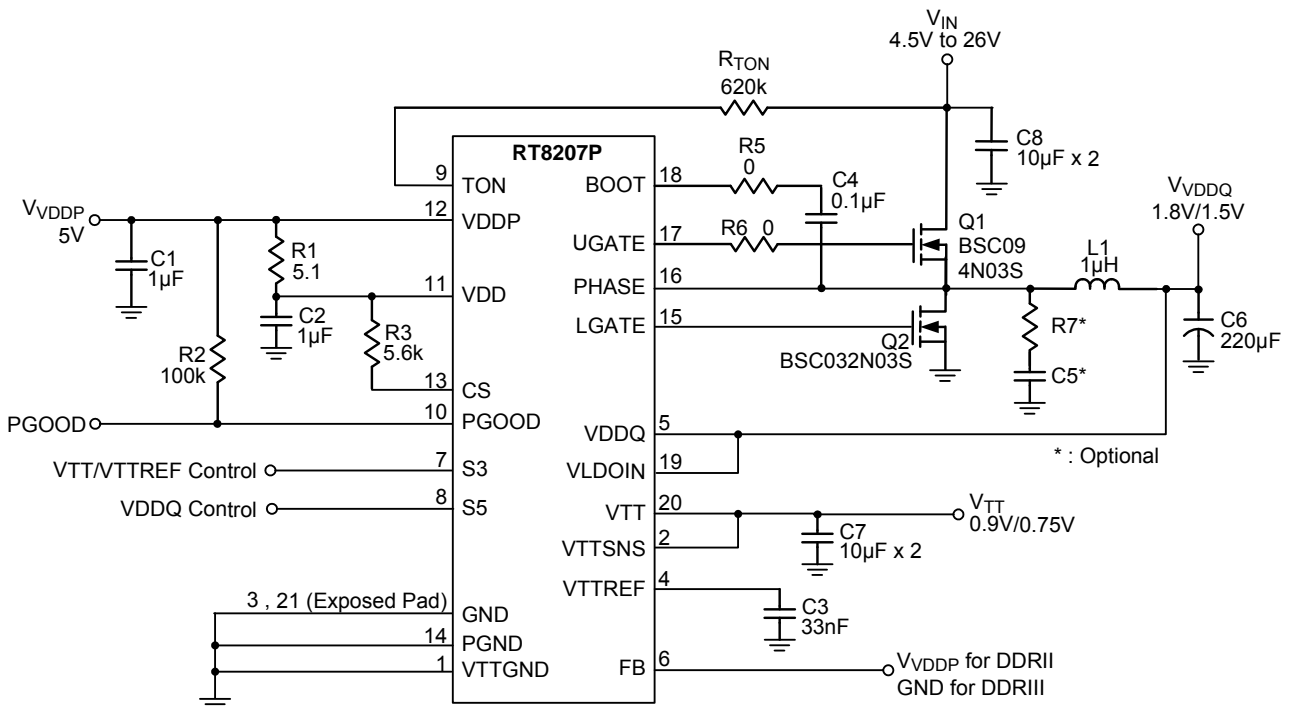 VIN
4.5V to 26V
RTON
620k
RT8207P
R5
0
C4
0.1µF
C8
10µF x 2
VVDDQ
1.8V/1.5V
9
TON
BOOT
18
VVDDP
5V
12
VDDP
C1
1µF
R1
5.1
UGATE
17
R6 0
Q1
BSC09
4N03S
L1
1µH
11
VDD
PHASE
16
C2
1µF
R3
5.6k
LGATE
15
Q2
BSC032N03S
R7*
C5*
C6
220µF
R2
100k
13
CS
PGOOD
10
PGOOD
VDDQ
5
* : Optional
VTT/VTTREF Control
7
S3
VLDOIN
19
VDDQ Control
8
S5
VTT
20
VTT
0.9V/0.75V
C7
10µF x 2
VTTSNS
2
VTTREF
4
C3
33nF
3 , 21 (Exposed Pad)
GND
14
PGND
1
VTTGND
FB
6
VVDDP for DDRII
GND for DDRIII